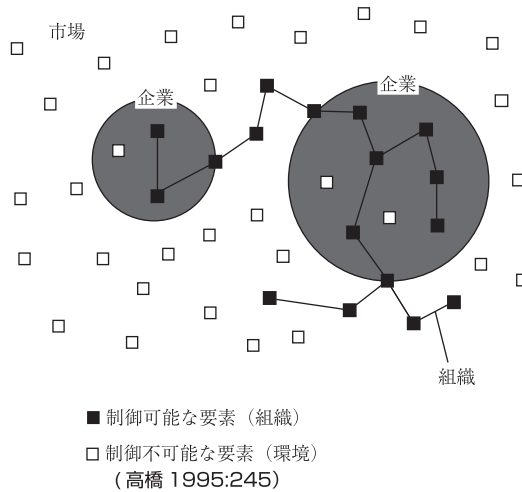 市場
企業
企業
組織
■ 制御可能な要素（組織）
□ 制御不可能な要素（環境）
(高橋 1995:245)